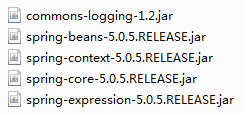 commons-logging-1.2.jar
spring-beans-5.0.5.RELEASE.jar
spring-context-5.0.5.RELEASE.jar
spring-core-5.0.5.RELEASE.jar
spring-expression-5.0.5.RELEASE.jar